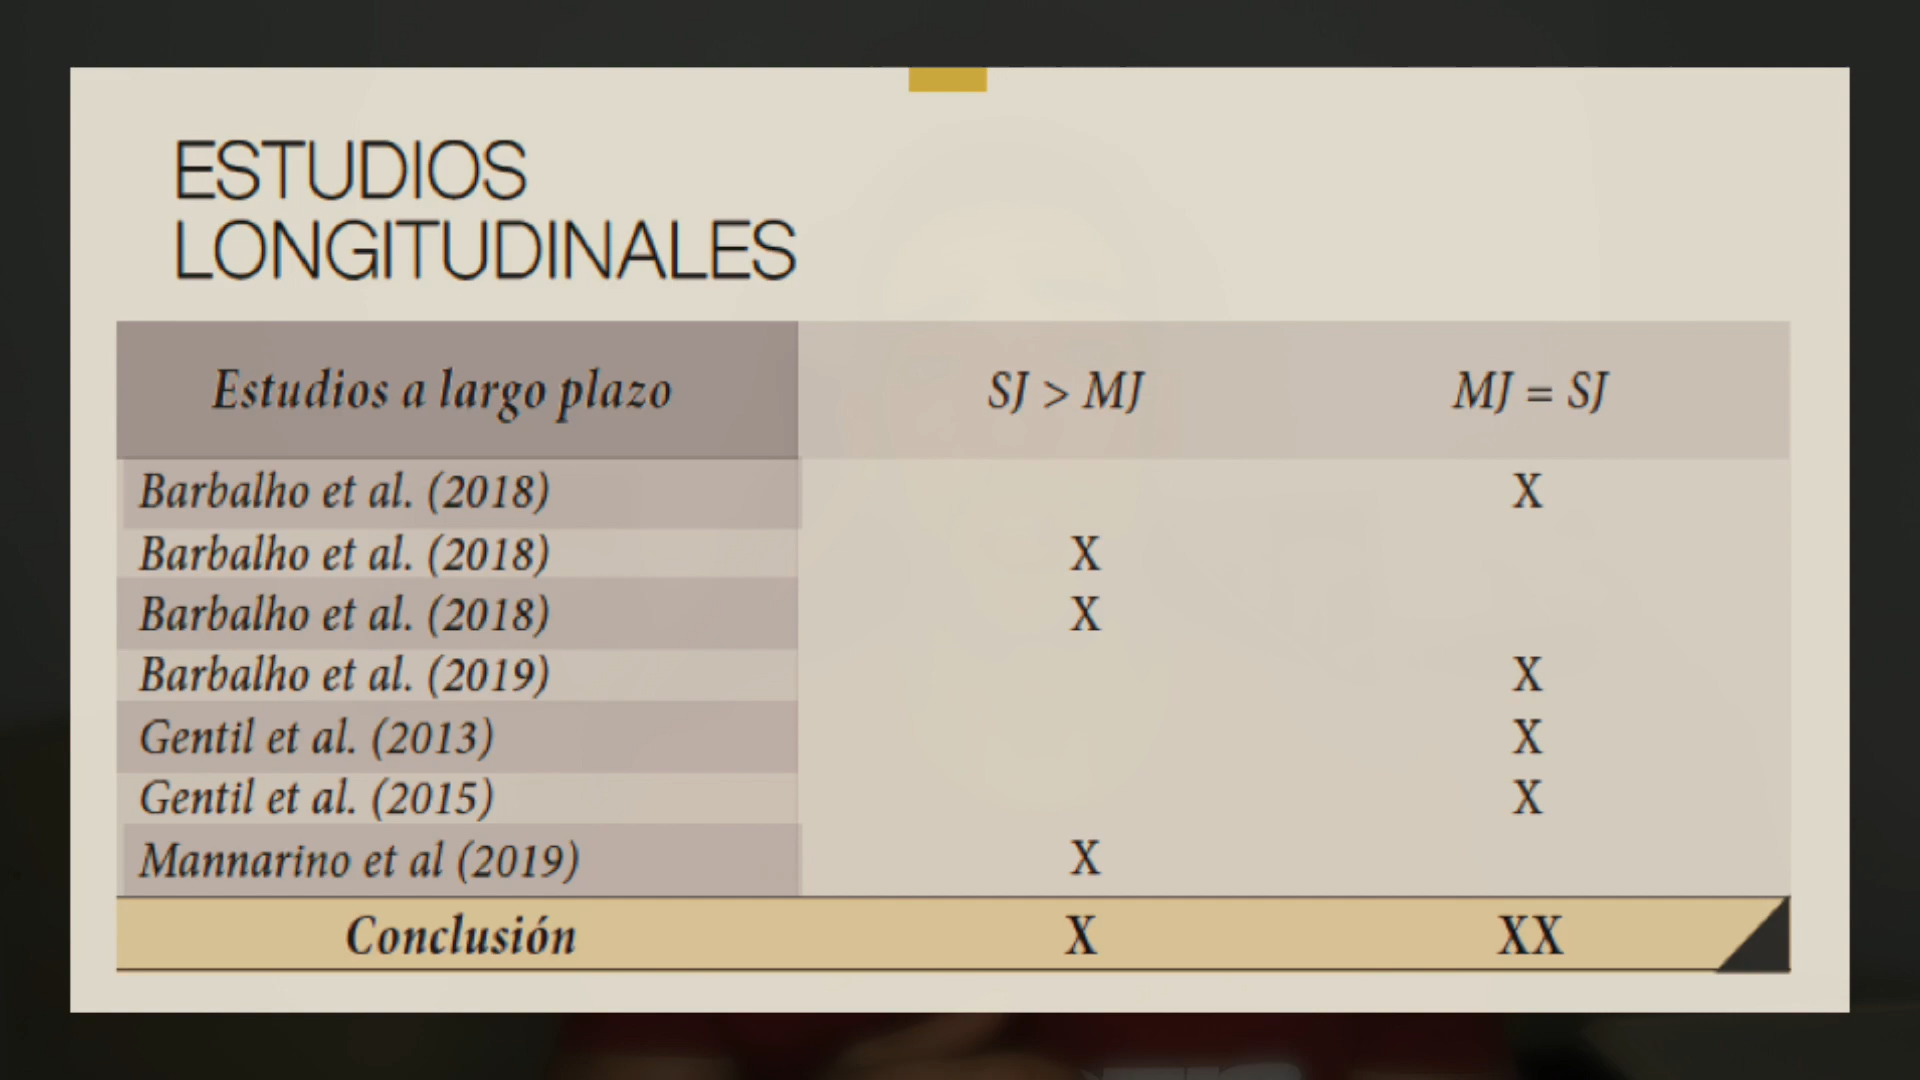 ESTUDIOS
LONGITUDINALES
Estudios a largo plazo SJ > MJ MJ = SJ
Barbalho et al. (2018) X
Barbalho et al. (2018) X
Barbalho et al. (2018) X
Barbalho et al. (2019) X
Gentil et al. (2013) X
Gentil et al. (2015) X
Mannarino et al (2019) X
Conclusión X XX